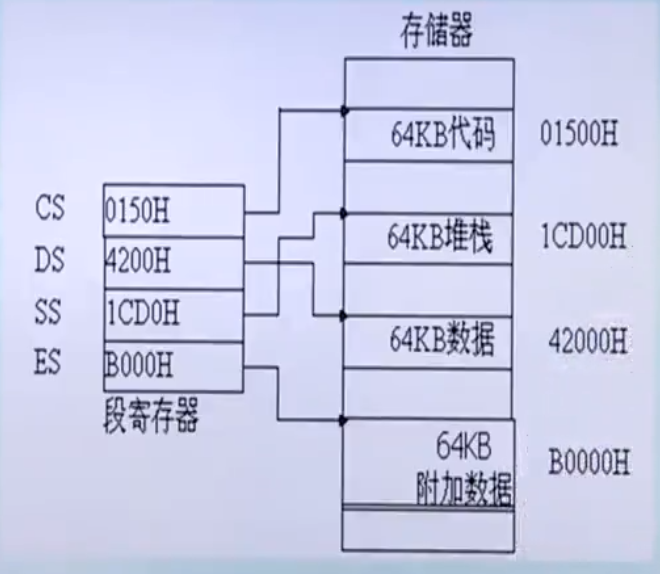 存储器
64KB代码 01500H
CS 0150H
DS 4200H
64KB堆栈 1CD00H
SS 1CD0H
64KB数据 42000H
ES B000H
段寄存器
64KB
附加数据
B0000H